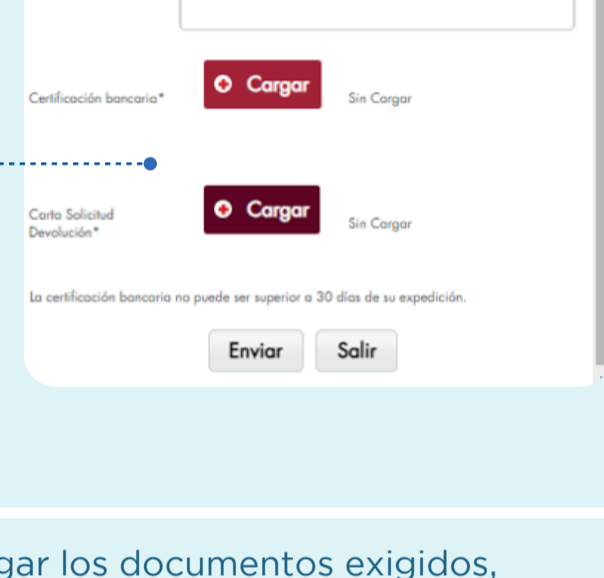 Certificación bancaria*
Cargar
Sin Cargar
Carta Solicitud
Devolución*
Cargar
Sin Cargar
La certificación bancaria no puede ser superior a 30 días de su expedición.
Enviar
Salir
gar los documentos exigidos,